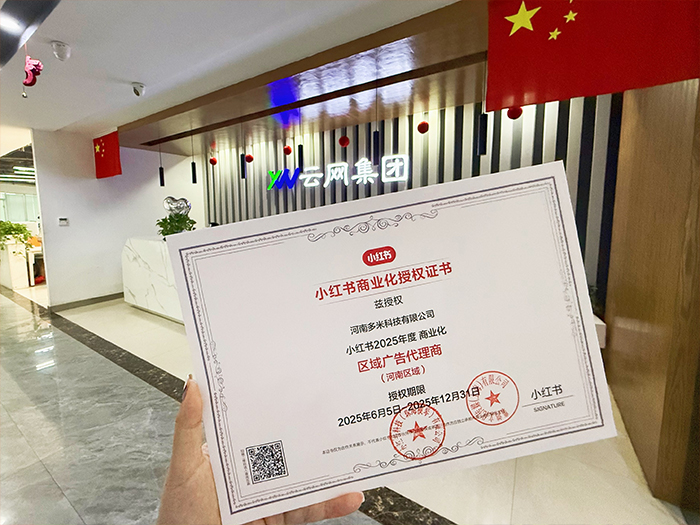 YW云网集团
小红书
小红书商业化授权证书
兹授权
河南多米科技有限公司
小红书2025年度 商业化
区域广告代理商
(河南区域)
授权期限
2025年6月5日-2025年12月31日
小红书
SIGNATURE